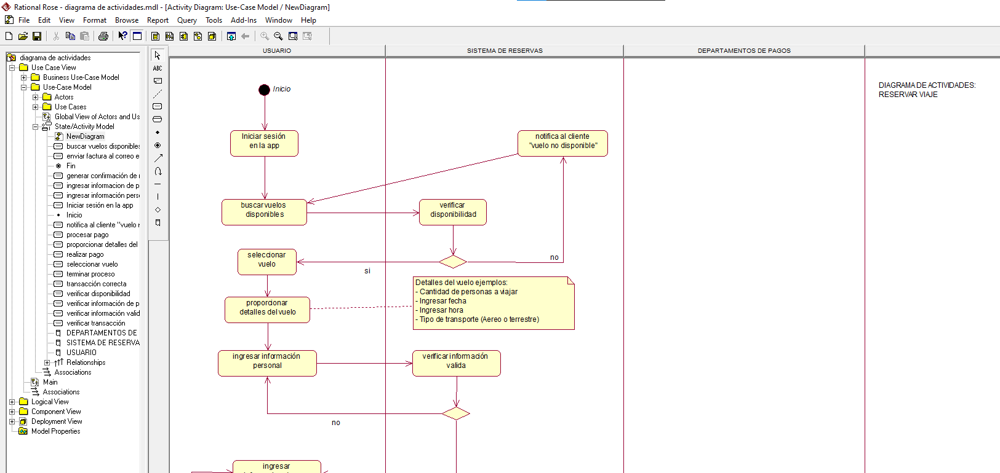 Rational Rose - diagrama de actividades.mdl - [Activity Diagram: Use-Case Model / NewDiagram]
File Edit View Format Browse Report Query Tools Add-Ins Window Help
diagrama de actividades
Use Case View
Business Use-Case Model
Use-Case Model
Actors
Use Cases
Global View of Actors and Us
State/Activity Model
NewDiagram
buscar vuelos disponibles
enviar factura al correo e
Fin
generar confirmación de r
ingresar informacion de p
ingresar información pers
Iniciar sesión en la app
Inicio
notifica al cliente "vuelo r
procesar pago
proporcionar detalles del
realizar pago
seleccionar vuelo
terminar proceso
transacción correcta
verificar disponibilidad
verificar información de p
verificar información valid
verificar transacción
DEPARTAMENTOS DE
SISTEMA DE RESERVA
USUARIO
Relationships
Associations
Main
Associations
Logical View
Component View
Deployment View
Model Properties
ABC
USUARIO
SISTEMA DE RESERVAS
DEPARTAMENTOS DE PAGOS
Inicio
Iniciar sesión
en la app
notifica al cliente
"vuelo no disponible"
buscar vuelos
disponibles
verificar
disponibilidad
seleccionar
vuelo
si
no
proporcionar
detalles del vuelo
Detalles del vuelo ejemplos:
- Cantidad de personas a viajar
- Ingresar fecha
- Ingresar hora
- Tipo de transporte (Aereo o terrestre)
ingresar información
personal
verificar información
valida
no
ingresar
DIAGRAMA DE ACTIVIDADES:
RESERVAR VIAJE